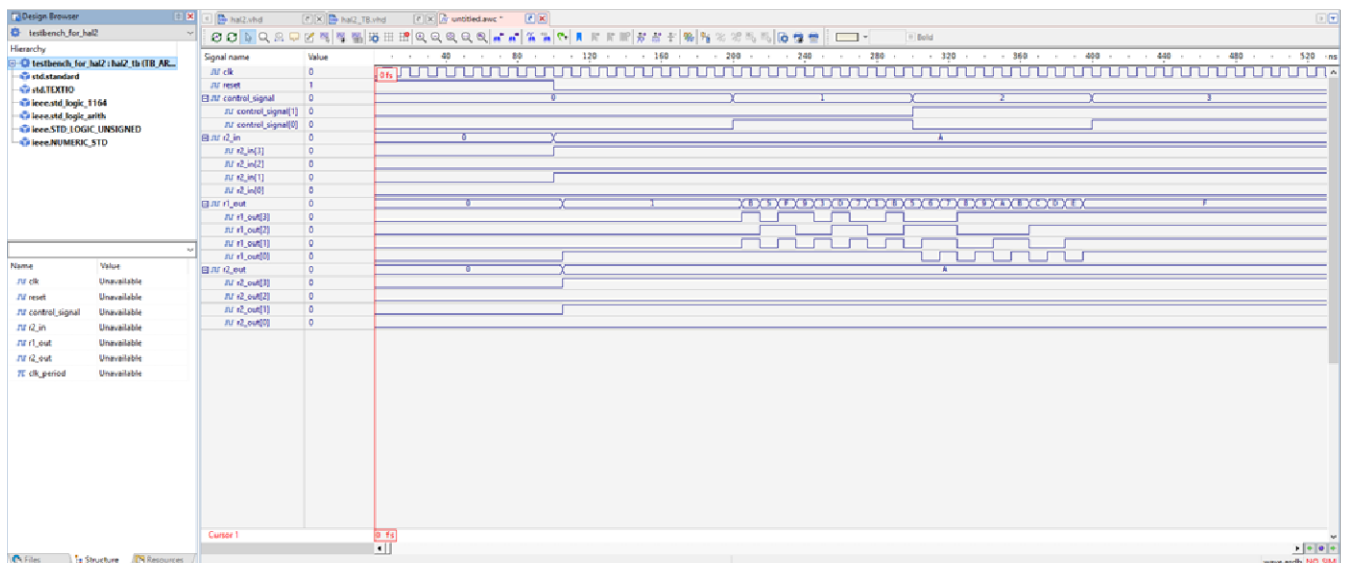 Design Browser
testbench_for_hal2
Hierarchy
testbench_for_hal2 : hal2_tb (TB_AR...
std.standard
std.TEXTIO
ieee.std_logic_1164
ieee.std_logic_arith
ieee.STD_LOGIC_UNSIGNED
ieee.NUMERIC_STD
Name Value
clk Unavailable
reset Unavailable
control_signal Unavailable
r2_in Unavailable
r1_out Unavailable
r2_out Unavailable
clk_period Unavailable
Files Structure Resources
hal2.vhd hal2_TB.vhd untitled.awc *
Bold
Signal name Value 40 80 120 160 200 240 280 320 360 400 440 480 520 ns
clk 0 0 fs
reset 1
control_signal 0 0 1 2 3
control_signal[1] 0
control_signal[0] 0
r2_in 0 0 A
r2_in[3] 0
r2_in[2] 0
r2_in[1] 0
r2_in[0] 0
r1_out 0 0 1 F
r1_out[3] 0
r1_out[2] 0
r1_out[1] 0
r1_out[0] 0
r2_out 0 0 A
r2_out[3] 0
r2_out[2] 0
r2_out[1] 0
r2_out[0] 0
Cursor 1 0 fs